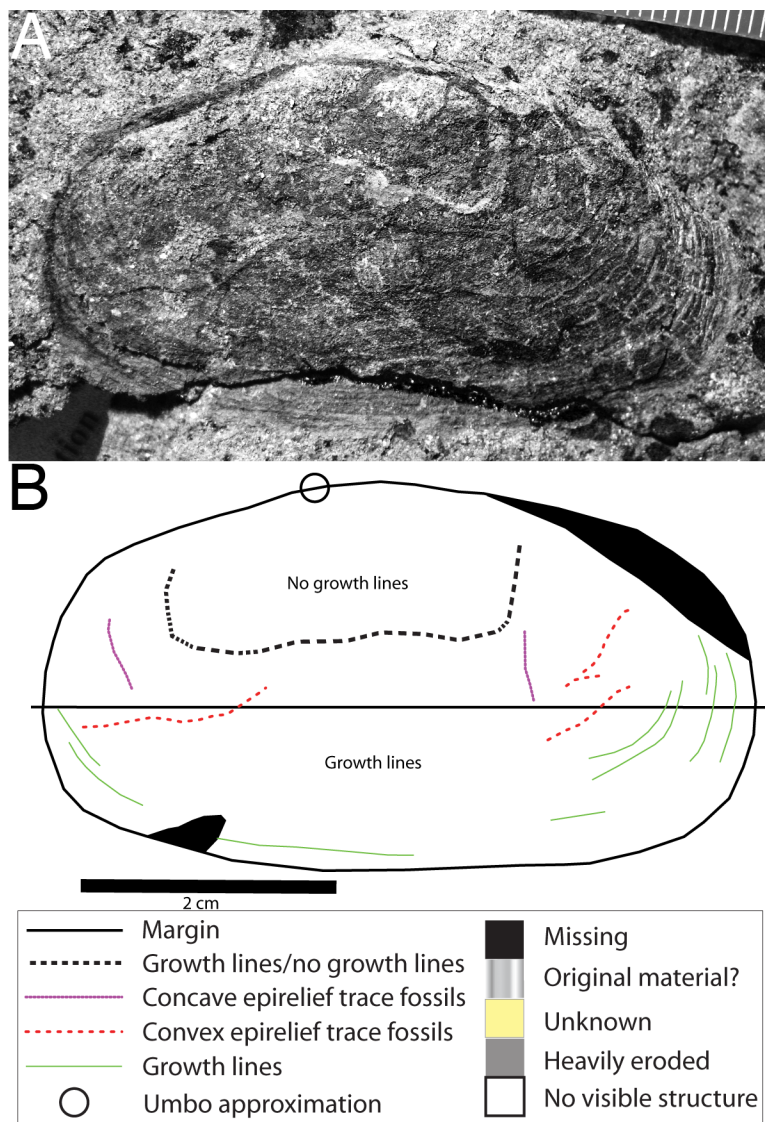 A
tion
B
No growth lines
Growth lines
2 cm
Margin
Growth lines/no growth lines
Concave epirelief trace fossils
Convex epirelief trace fossils
Growth lines
Umbo approximation
Missing
Original material?
Unknown
Heavily eroded
No visible structure